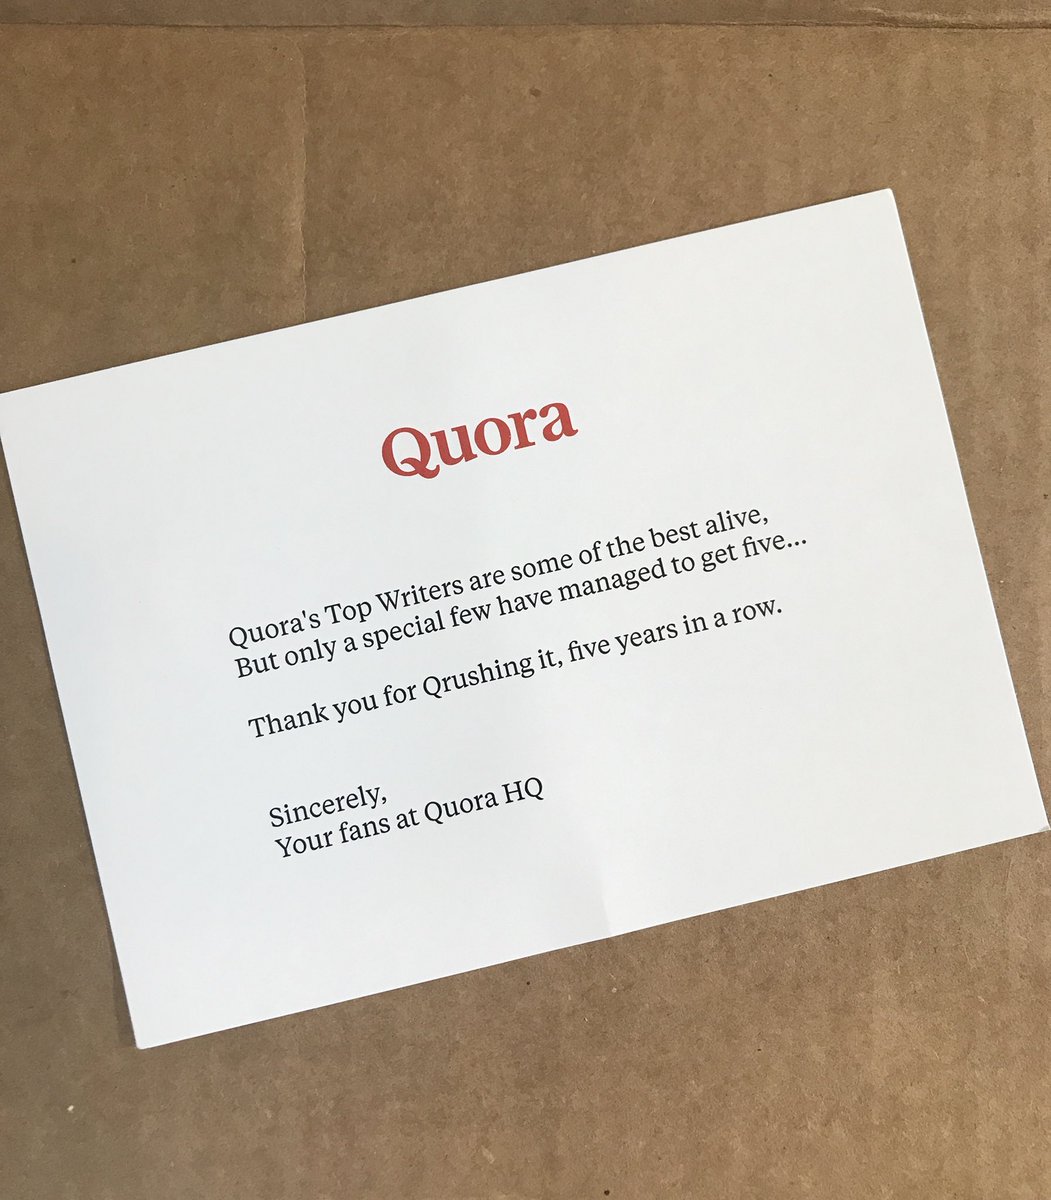 Quora
Quora's Top Writers are some of the best alive,
But only a special few have managed to get five...
Thank you for Qrushing it, five years in a row.
Sincerely,
Your fans at Quora HQ